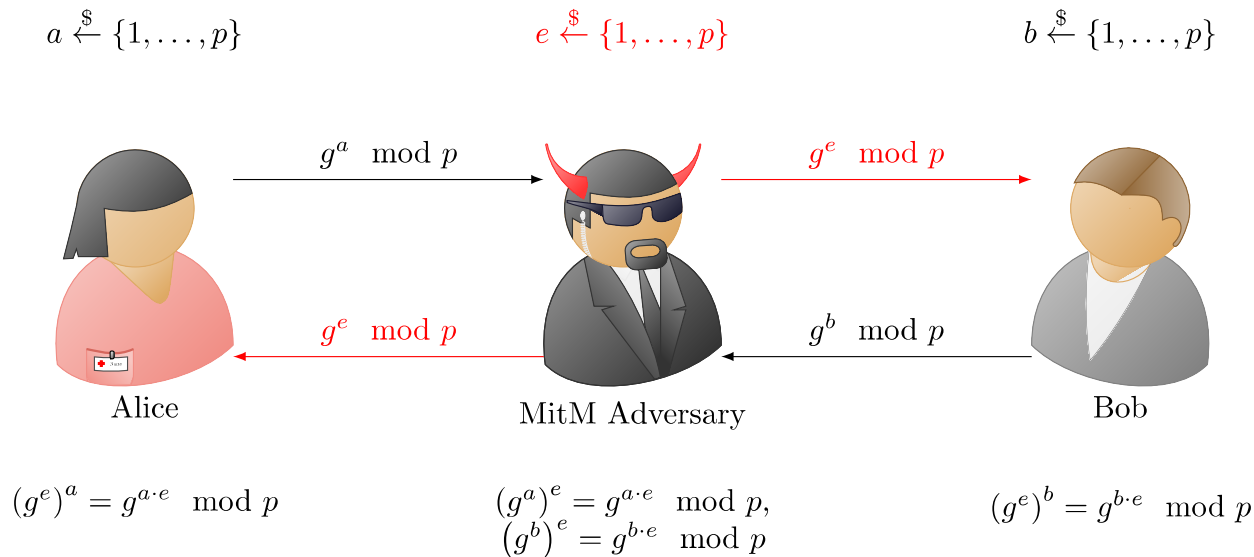 a ←$ {1, . . . , p}
e ←$ {1, . . . , p}
b ←$ {1, . . . , p}
g^a mod p
g^e mod p
g^e mod p
g^b mod p
Alice
MitM Adversary
Bob
(g^e)^a = g^{a·e} mod p
(g^a)^e = g^{a·e} mod p,
(g^b)^e = g^{b·e} mod p
(g^e)^b = g^{b·e} mod p